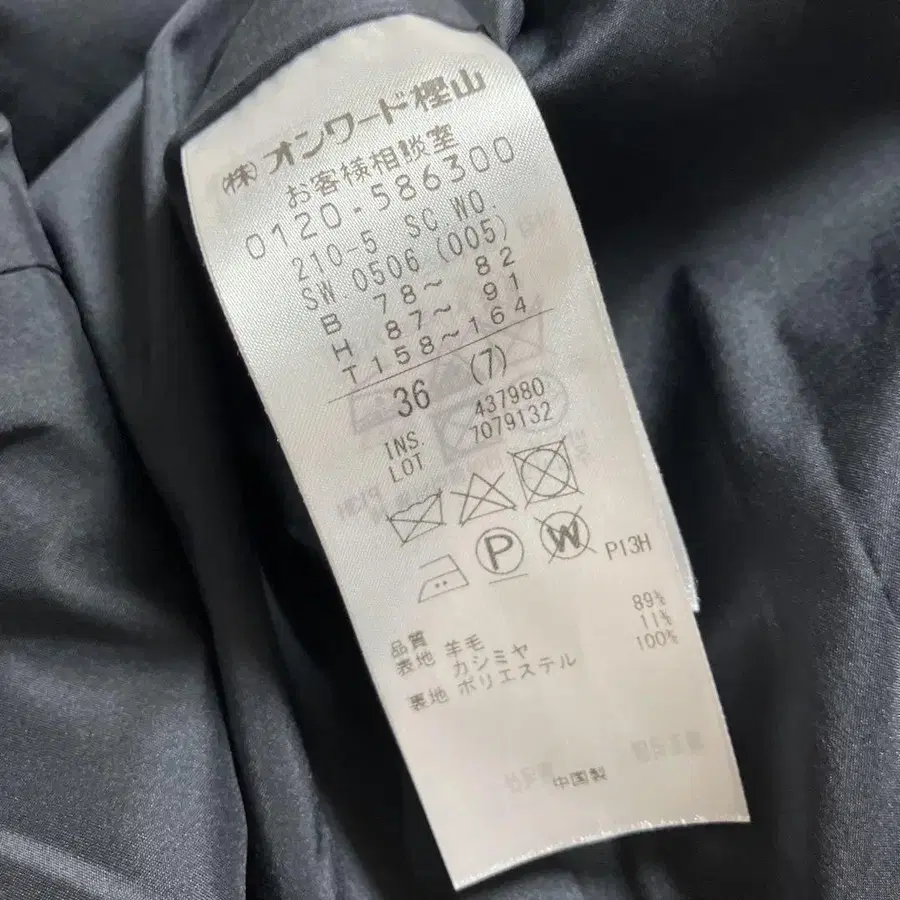 (株)オンワード樫山
お客様相談室
0120-586300
210-5 SC WO.
SW.0506 (005)
B 78～ 82
H 87～ 91
T158～164
36 (7)
INS. 437980
LOT 7079132
P W P13H
品質
表地 羊毛 89%
カシミヤ 11%
裏地 ポリエステル 100%
中国製